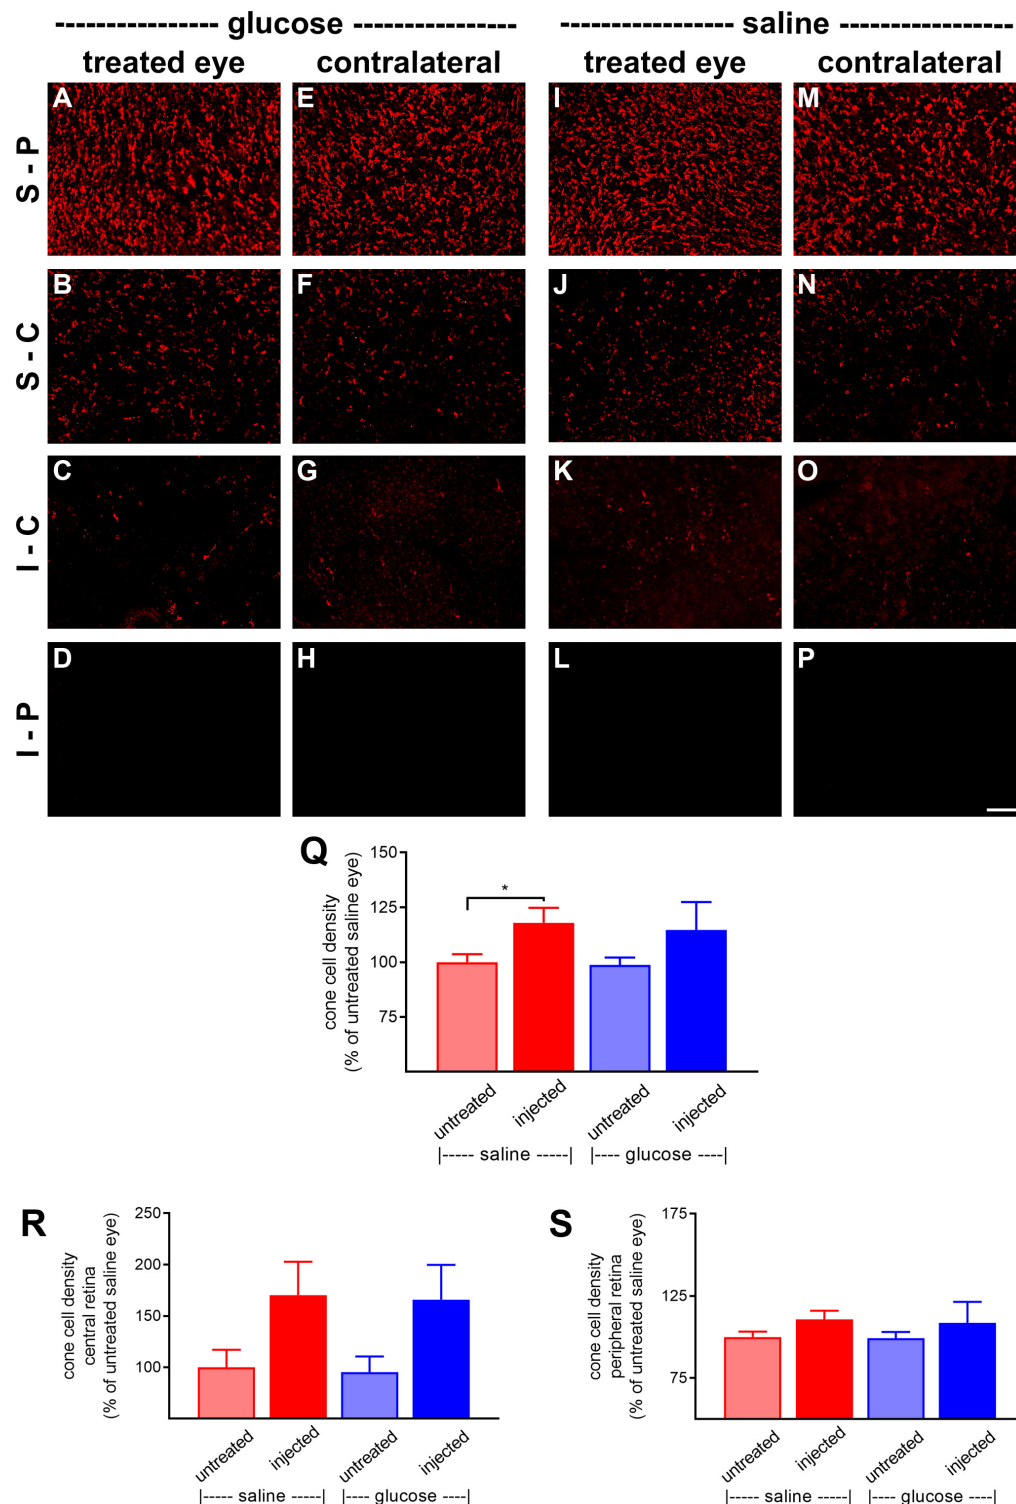 glucose
saline
treated eye
contralateral
treated eye
contralateral
S - P
A
E
I
M
S - C
B
F
J
N
I - C
C
G
K
O
I - P
D
H
L
P
Q
cone cell density
(% of untreated saline eye)
150
125
100
75
*
untreated
injected
untreated
injected
|----- saline -----|
|---- glucose ----|
R
cone cell density
central retina
(% of untreated saline eye)
250
200
150
100
untreated
injected
untreated
injected
|----- saline -----|
|---- glucose ----|
S
cone cell density
peripheral retina
(% of untreated saline eye)
175
125
75
untreated
injected
untreated
injected
|----- saline -----|
|---- glucose ----|